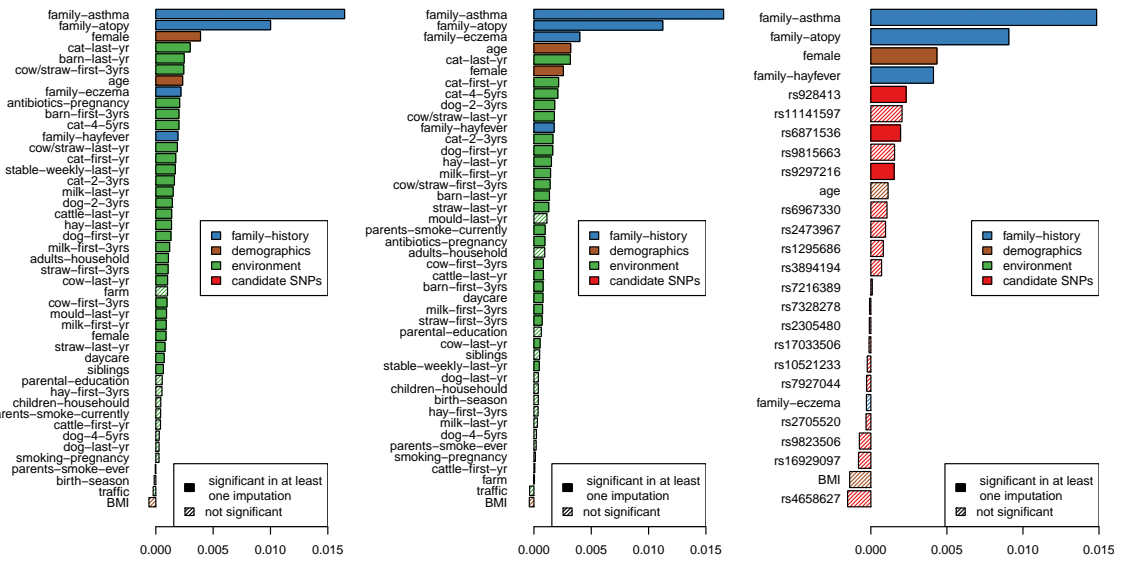 family−asthma
family−atopy
female
cat−last−yr
barn−last−yr
cow/straw−first−3yrs
age
family−eczema
antibiotics−pregnancy
barn−first−3yrs
cat−4−5yrs
family−hayfever
cow/straw−last−yr
cat−first−yr
stable−weekly−last−yr
cat−2−3yrs
milk−last−yr
dog−2−3yrs
cattle−last−yr
hay−last−yr
dog−first−yr
milk−first−3yrs
adults−household
straw−first−3yrs
cow−last−yr
farm
cow−first−3yrs
mould−last−yr
milk−first−yr
female
straw−last−yr
daycare
siblings
parental−education
hay−first−3yrs
children−househould
rents−smoke−currently
cattle−first−yr
dog−4−5yrs
dog−last−yr
smoking−pregnancy
parents−smoke−ever
birth−season
traffic
BMI
family−history
demographics
environment
candidate SNPs
significant in at least
one imputation
not significant
0.000 0.005 0.010 0.015
family−asthma
family−atopy
family−eczema
age
cat−last−yr
female
cat−first−yr
cat−4−5yrs
dog−2−3yrs
cow/straw−last−yr
family−hayfever
cat−2−3yrs
dog−first−yr
hay−last−yr
milk−first−yr
cow/straw−first−3yrs
barn−last−yr
straw−last−yr
mould−last−yr
parents−smoke−currently
antibiotics−pregnancy
adults−household
cow−first−3yrs
cattle−last−yr
barn−first−3yrs
daycare
milk−first−3yrs
straw−first−3yrs
parental−education
cow−last−yr
siblings
stable−weekly−last−yr
dog−last−yr
children−househould
birth−season
hay−first−3yrs
milk−last−yr
dog−4−5yrs
parents−smoke−ever
smoking−pregnancy
cattle−first−yr
farm
traffic
BMI
family−history
demographics
environment
candidate SNPs
significant in at least
one imputation
not significant
0.000 0.005 0.010 0.015
family−asthma
family−atopy
female
family−hayfever
rs928413
rs11141597
rs6871536
rs9815663
rs9297216
age
rs6967330
rs2473967
rs1295686
rs3894194
rs7216389
rs7328278
rs2305480
rs17033506
rs10521233
rs7927044
family−eczema
rs2705520
rs9823506
rs16929097
BMI
rs4658627
family−history
demographics
environment
candidate SNPs
significant in at least
one imputation
not significant
0.000 0.005 0.010 0.015